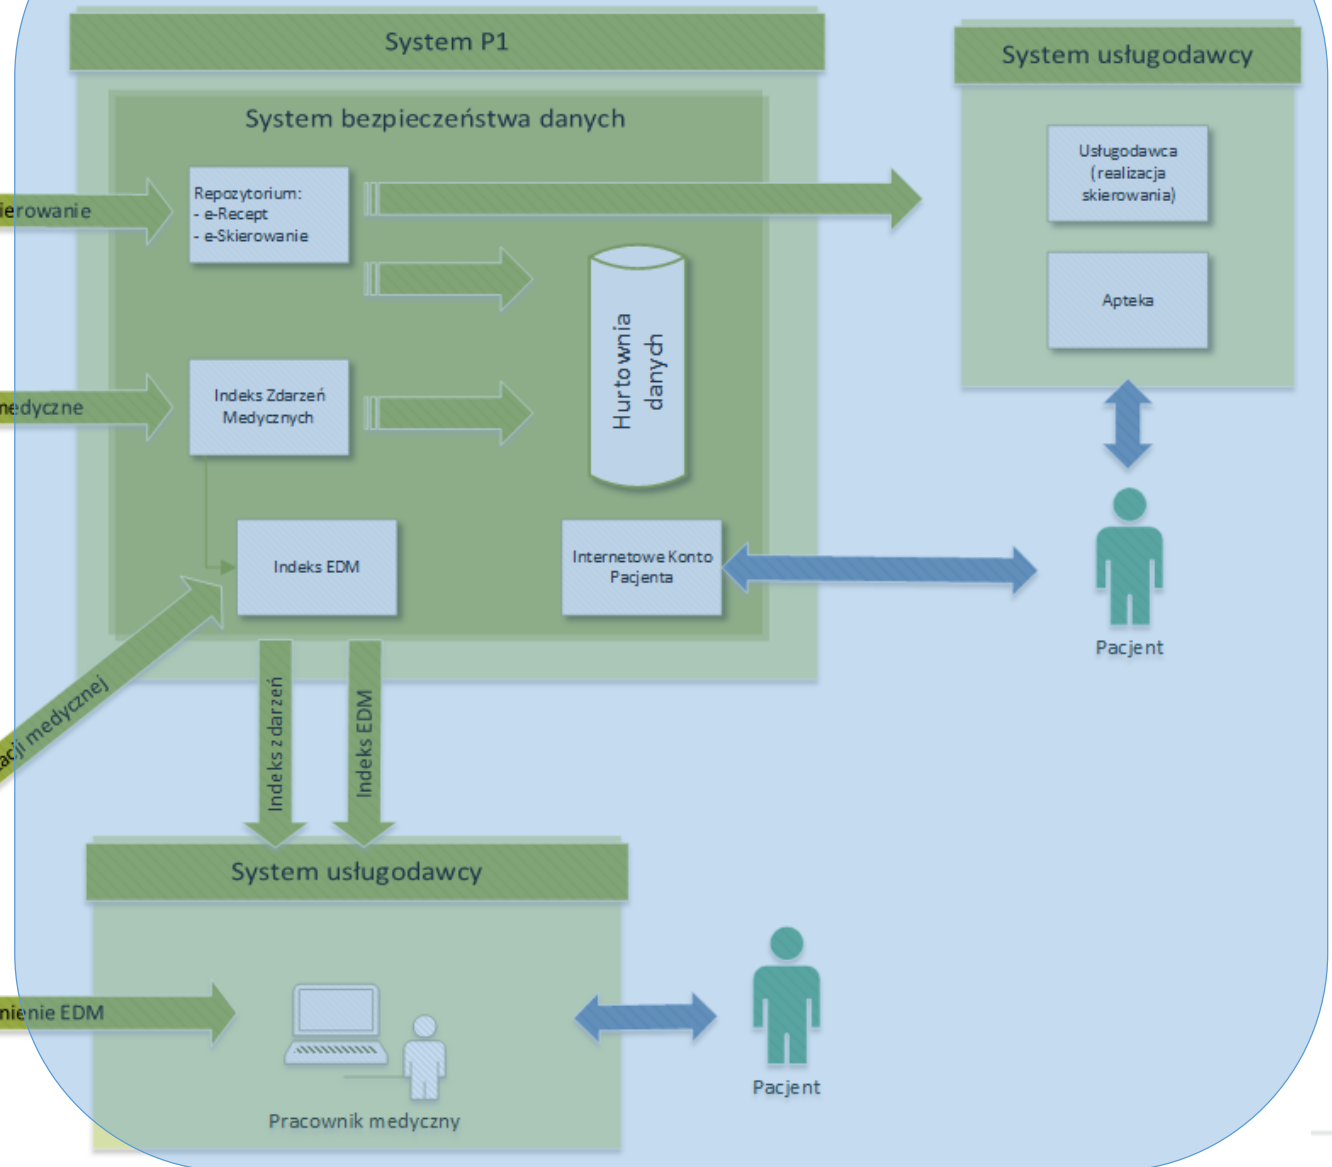 System P1
System usługodawcy
System bezpieczeństwa danych
Usługodawca
(realizacja
skierowania)
Repozytorium:
- e-Recept
- e-Skierowanie
ierowanie
Apteka
Hurtownia
danych
Indeks Zdarzeń
Medycznych
medyczne
Indeks EDM
Internetowe Konto
Pacjenta
Pacjent
acji medycznej
Indeks zdarzeń
Indeks EDM
System usługodawcy
nienie EDM
Pracownik medyczny
Pacjent